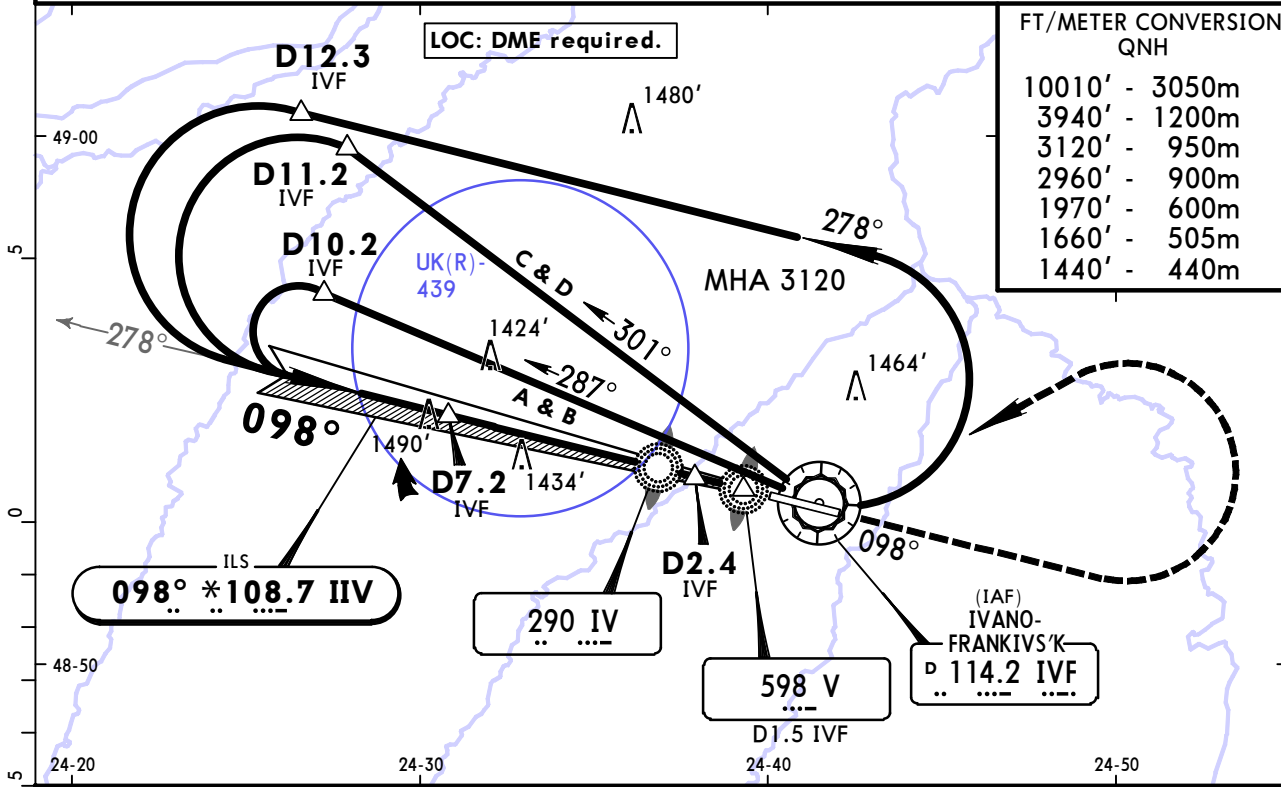 LOC: DME required.
FT/METER CONVERSION
QNH
10010' - 3050m
3940' - 1200m
3120' - 950m
2960' - 900m
1970' - 600m
1660' - 505m
1440' - 440m
D12.3
IVF
1480'
49-00
D11.2
IVF
278°
D10.2
IVF
UK(R)-
439
C & D
MHA 3120
5
278°
1424'
301°
287°
A & B
1464'
098°
1490'
D7.2
IVF
1434'
0
098°
D2.4
IVF
ILS
098° *108.7 IIV
290 IV
(IAF)
IVANO-
FRANKIVS'K
D 114.2 IVF
48-50
598 V
D1.5 IVF
5
24-20
24-30
24-40
24-50